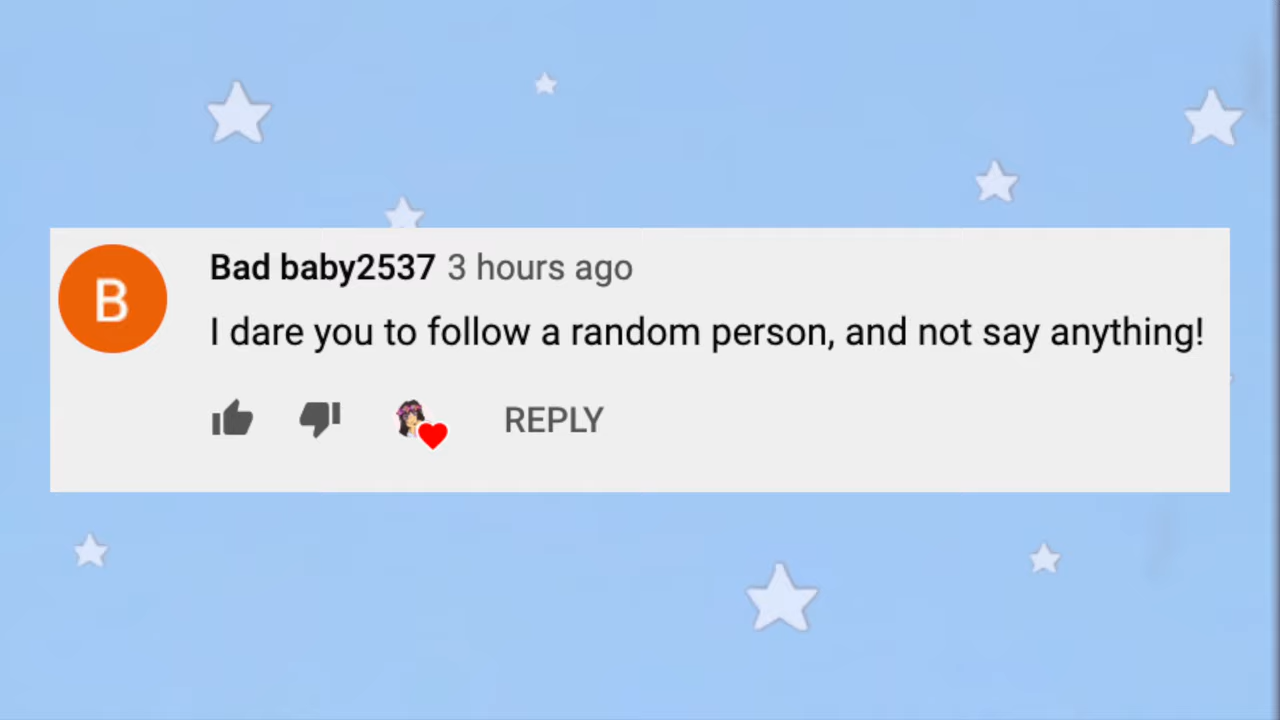 B
Bad baby2537 3 hours ago
I dare you to follow a random person, and not say anything!
REPLY